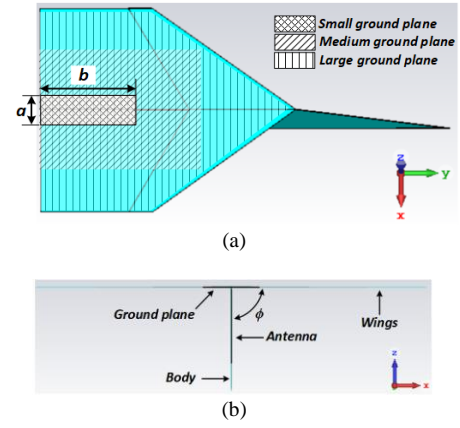 Small ground plane
Medium ground plane
Large ground plane
b
a
z
y
x
(a)
Ground plane
ϕ
Wings
Antenna
Body
z
x
(b)